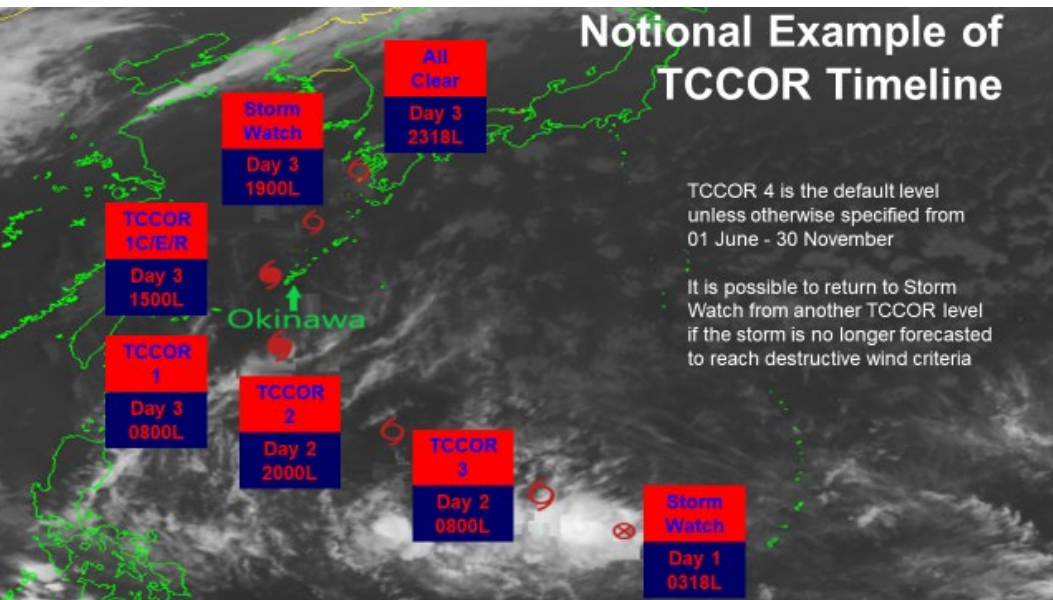 Notional Example of
TCCOR Timeline
All
Clear
Day 3
2318L
Storm
Watch
Day 3
1900L
TCCOR 4 is the default level
unless otherwise specified from
01 June - 30 November
TCCOR
1C/E/R
Day 3
1500L
It is possible to return to Storm
Watch from another TCCOR level
if the storm is no longer forecasted
to reach destructive wind criteria
Okinawa
TCCOR
1
Day 3
0800L
TCCOR
2
Day 2
2000L
TCCOR
3
Day 2
0800L
Storm
Watch
Day 1
0318L